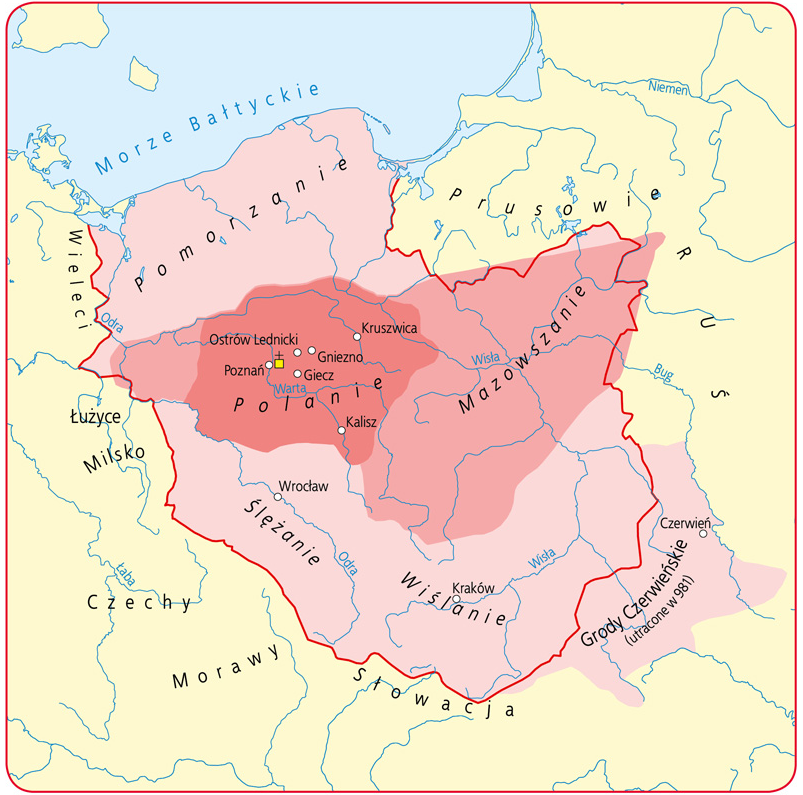 Niemen
Morze Bałtyckie
Prusowie
Pomorzanie
Wieleci
RUŚ
Odra
Kruszwica
Ostrów Lednicki
Gniezno
Poznań
Giecz
Warta
Polanie
Kalisz
Wisła
Mazowszanie
Bug
Łużyce
Milsko
Wrocław
Ślężanie
Odra
Czerwień
Wisła
Łaba
Kraków
Wiślanie
Grody Czerwieńskie
(utracone w 981)
Czechy
Morawy
Słowacja